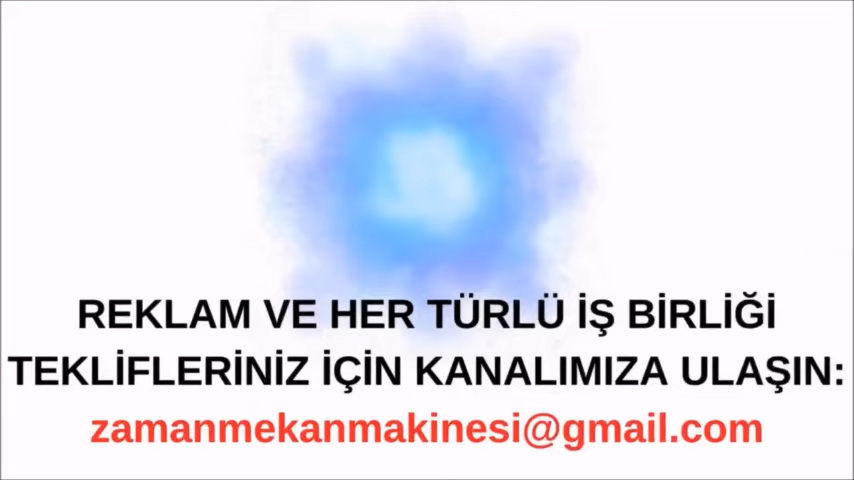 REKLAM VE HER TÜRLÜ İŞ BİRLİĞİ
TEKLİFLERİNİZ İÇİN KANALIMIZA ULAŞIN:
zamanmekanmakinesi@gmail.com